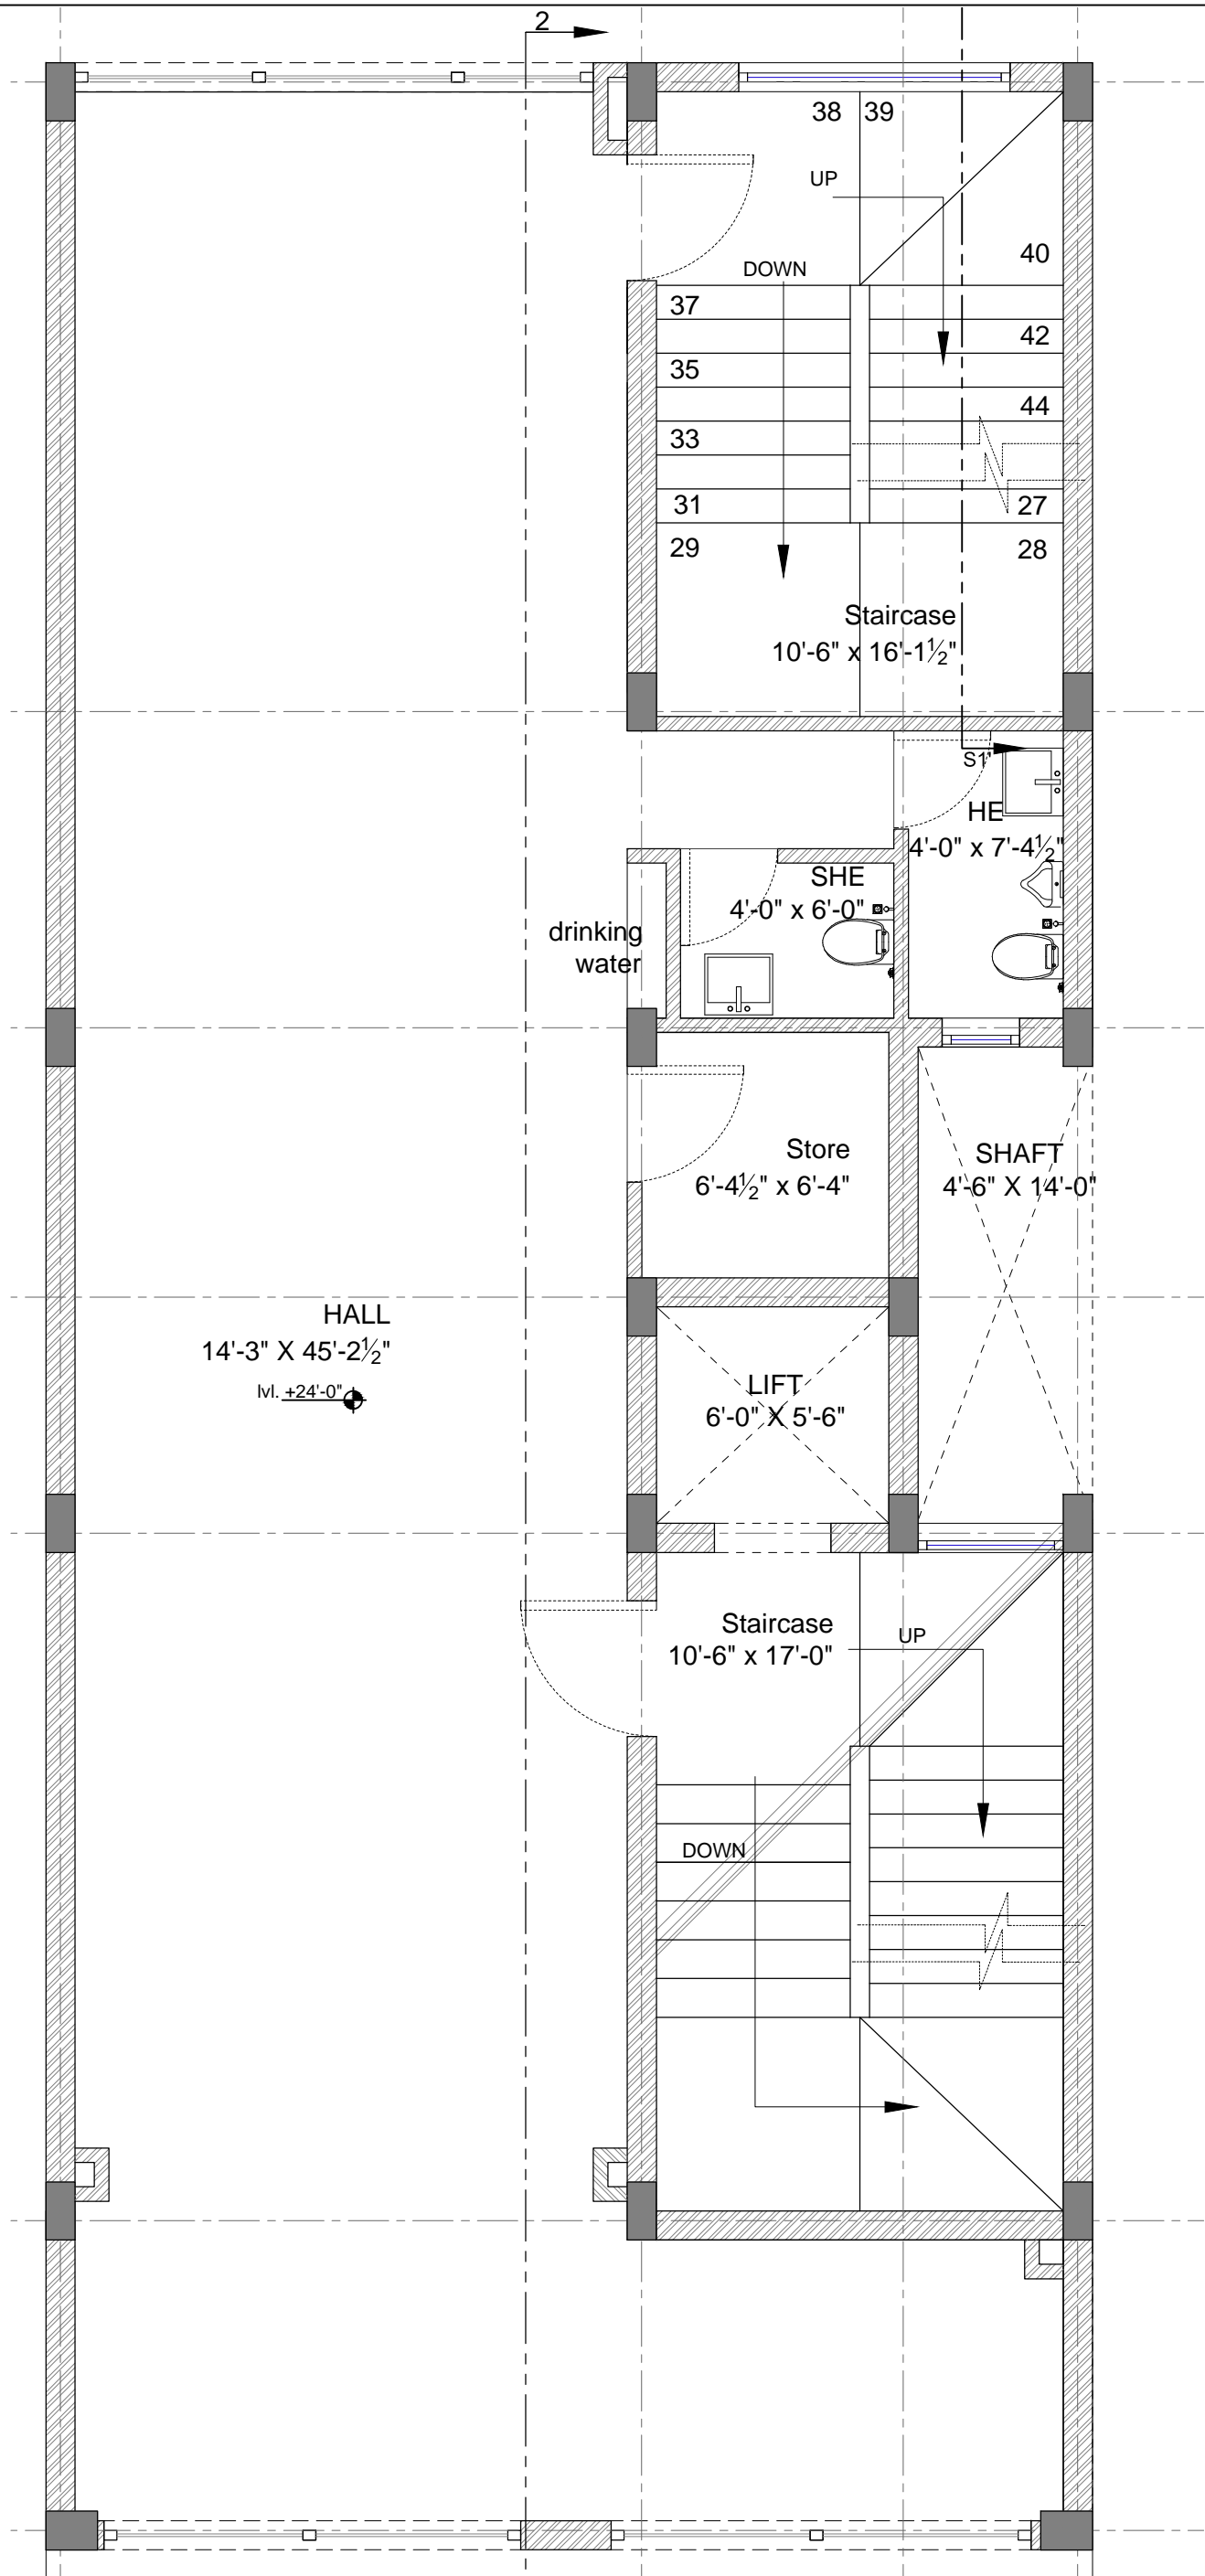 2
38 39
UP
40
DOWN
37
42
35
44
33
31
27
29
28
Staircase
10'-6" x 16'-1½"
S1'
HE
4'-0" x 7'-4½"
SHE
4'-0" x 6'-0"
drinking
water
Store
6'-4½" x 6'-4"
SHAFT
4'-6" X 14'-0"
HALL
14'-3" X 45'-2½"
lvl. +24'-0"
LIFT
6'-0" X 5'-6"
Staircase
10'-6" x 17'-0"
UP
DOWN